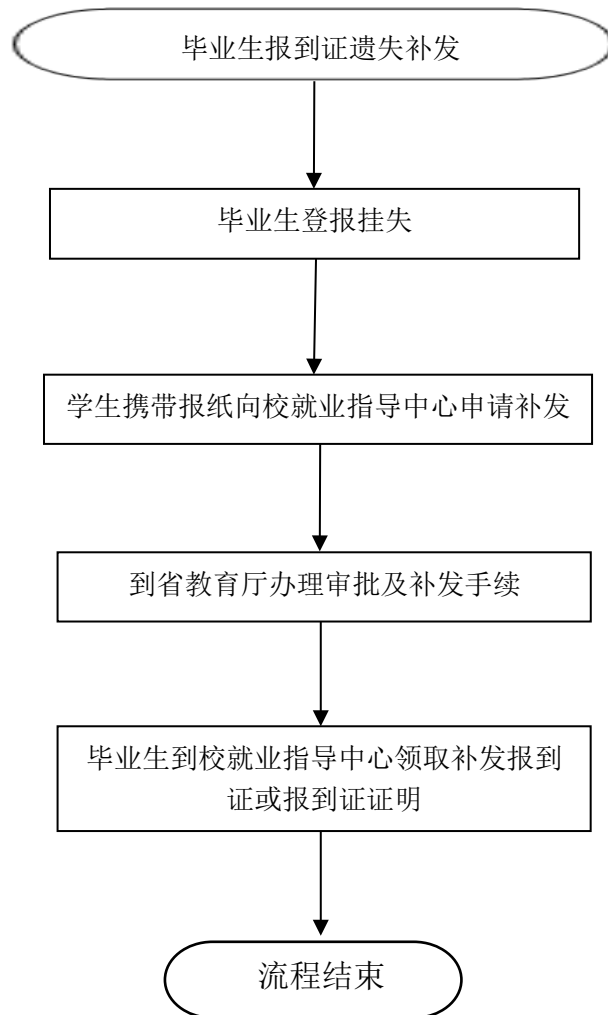 毕业生报到证遗失补发
毕业生登报挂失
学生携带报纸向校就业指导中心申请补发
到省教育厅办理审批及补发手续
毕业生到校就业指导中心领取补发报到
证或报到证证明
流程结束